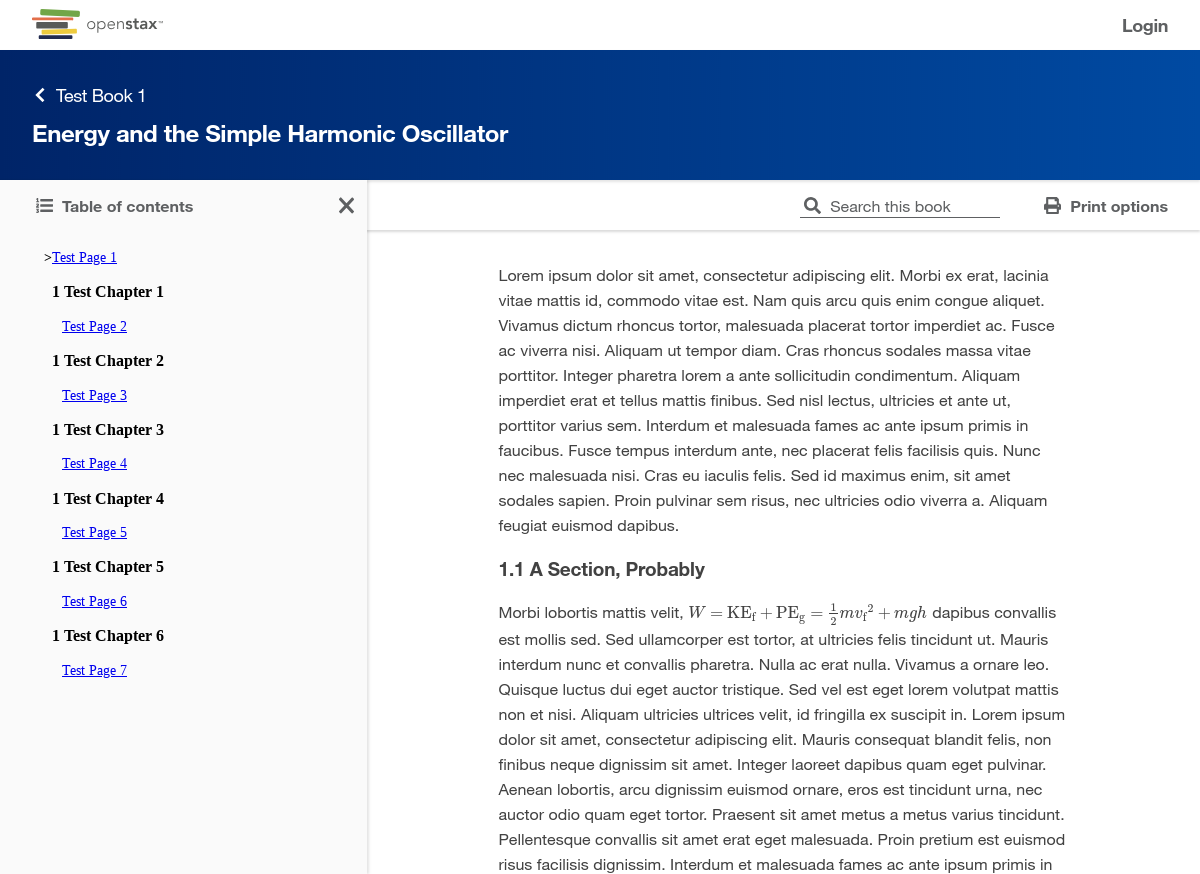 openstax™
Login
Test Book 1
Energy and the Simple Harmonic Oscillator
Table of contents
Search this book
Print options
>Test Page 1
1 Test Chapter 1
Test Page 2
1 Test Chapter 2
Test Page 3
1 Test Chapter 3
Test Page 4
1 Test Chapter 4
Test Page 5
1 Test Chapter 5
Test Page 6
1 Test Chapter 6
Test Page 7
Lorem ipsum dolor sit amet, consectetur adipiscing elit. Morbi ex erat, lacinia
vitae mattis id, commodo vitae est. Nam quis arcu quis enim congue aliquet.
Vivamus dictum rhoncus tortor, malesuada placerat tortor imperdiet ac. Fusce
ac viverra nisi. Aliquam ut tempor diam. Cras rhoncus sodales massa vitae
porttitor. Integer pharetra lorem a ante sollicitudin condimentum. Aliquam
imperdiet erat et tellus mattis finibus. Sed nisl lectus, ultricies et ante ut,
porttitor varius sem. Interdum et malesuada fames ac ante ipsum primis in
faucibus. Fusce tempus interdum ante, nec placerat felis facilisis quis. Nunc
nec malesuada nisi. Cras eu iaculis felis. Sed id maximus enim, sit amet
sodales sapien. Proin pulvinar sem risus, nec ultricies odio viverra a. Aliquam
feugiat euismod dapibus.
1.1 A Section, Probably
Morbi lobortis mattis velit, W = KE_f + PE_g = 1/2 mv_f^2 + mgh dapibus convallis
est mollis sed. Sed ullamcorper est tortor, at ultricies felis tincidunt ut. Mauris
interdum nunc et convallis pharetra. Nulla ac erat nulla. Vivamus a ornare leo.
Quisque luctus dui eget auctor tristique. Sed vel est eget lorem volutpat mattis
non et nisi. Aliquam ultricies ultrices velit, id fringilla ex suscipit in. Lorem ipsum
dolor sit amet, consectetur adipiscing elit. Mauris consequat blandit felis, non
finibus neque dignissim sit amet. Integer laoreet dapibus quam eget pulvinar.
Aenean lobortis, arcu dignissim euismod ornare, eros est tincidunt urna, nec
auctor odio quam eget tortor. Praesent sit amet metus a metus varius tincidunt.
Pellentesque convallis sit amet erat eget malesuada. Proin pretium est euismod
risus facilisis dignissim. Interdum et malesuada fames ac ante ipsum primis in